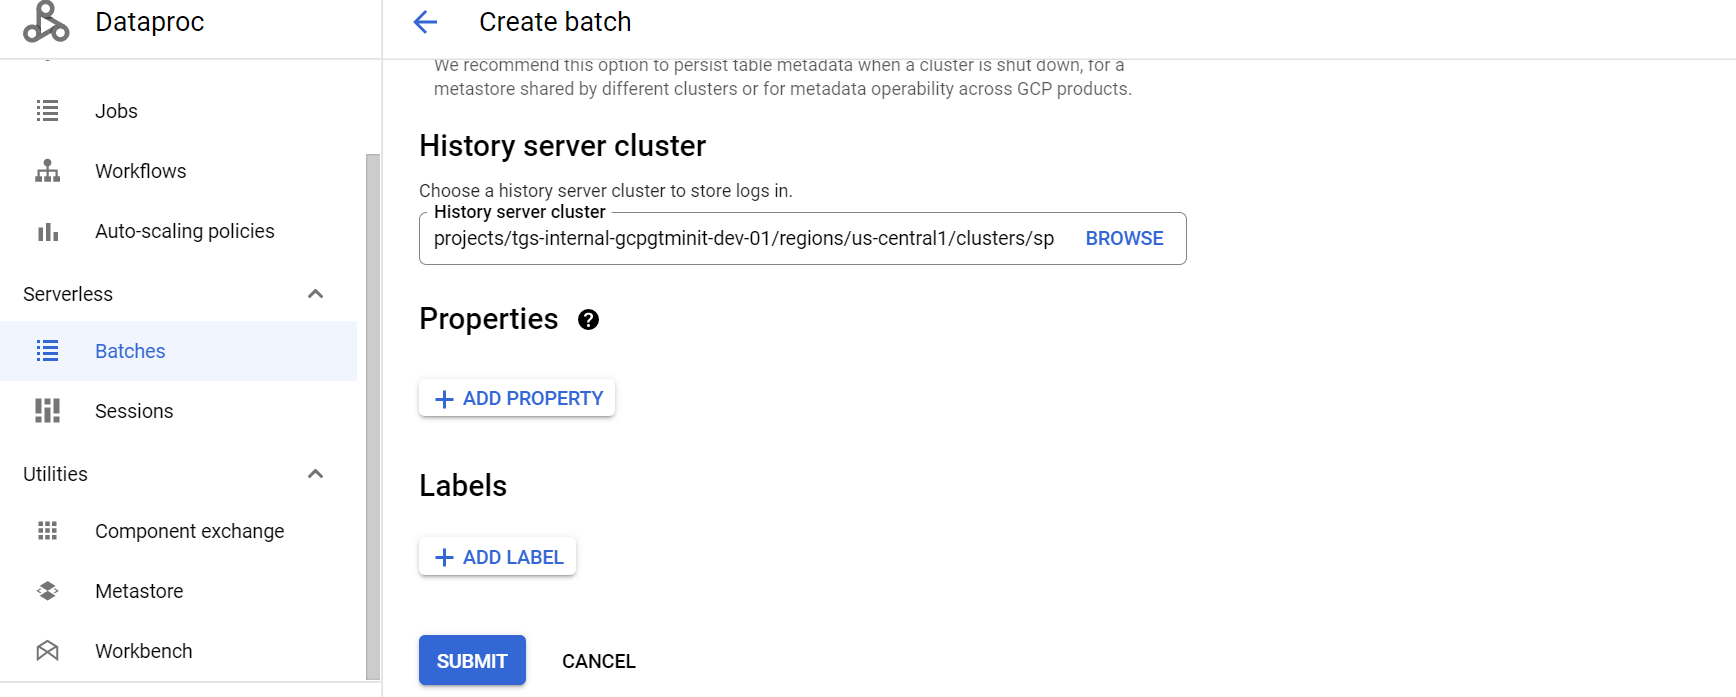 Dataproc
Create batch
We recommend this option to persist table metadata when a cluster is shut down, for a
metastore shared by different clusters or for metadata operability across GCP products.
Jobs
Workflows
Auto-scaling policies
Serverless
Batches
Sessions
Utilities
Component exchange
Metastore
Workbench
History server cluster
Choose a history server cluster to store logs in.
History server cluster
projects/tgs-internal-gcpgtminit-dev-01/regions/us-central1/clusters/sp
BROWSE
Properties
ADD PROPERTY
Labels
ADD LABEL
SUBMIT
CANCEL